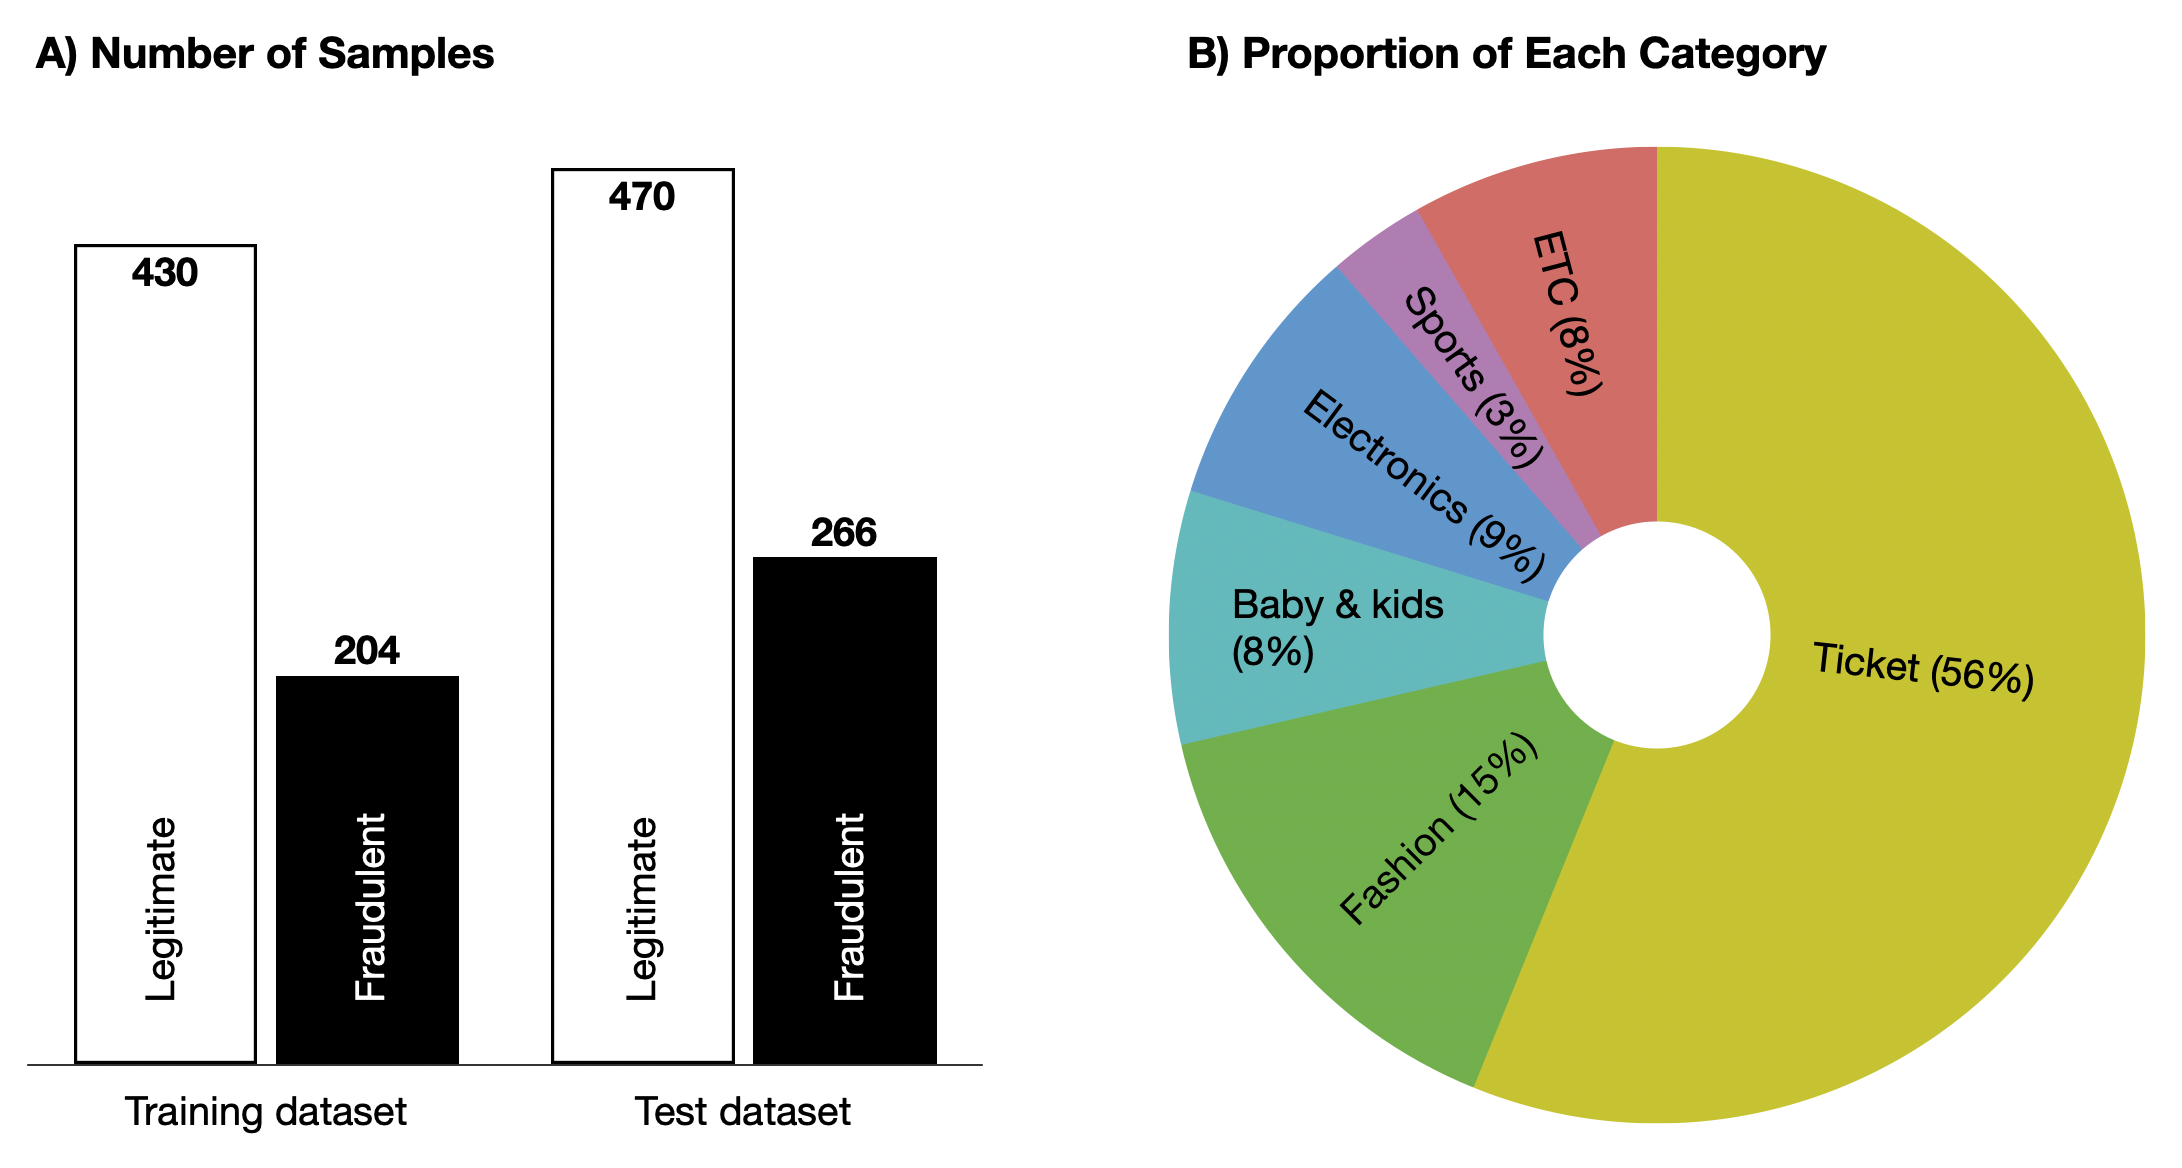 A) Number of Samples
430
204
470
266
Legitimate
Fraudulent
Legitimate
Fraudulent
Training dataset
Test dataset
B) Proportion of Each Category
ETC (8%)
Sports (3%)
Electronics (9%)
Baby & kids
(8%)
Fashion (15%)
Ticket (56%)